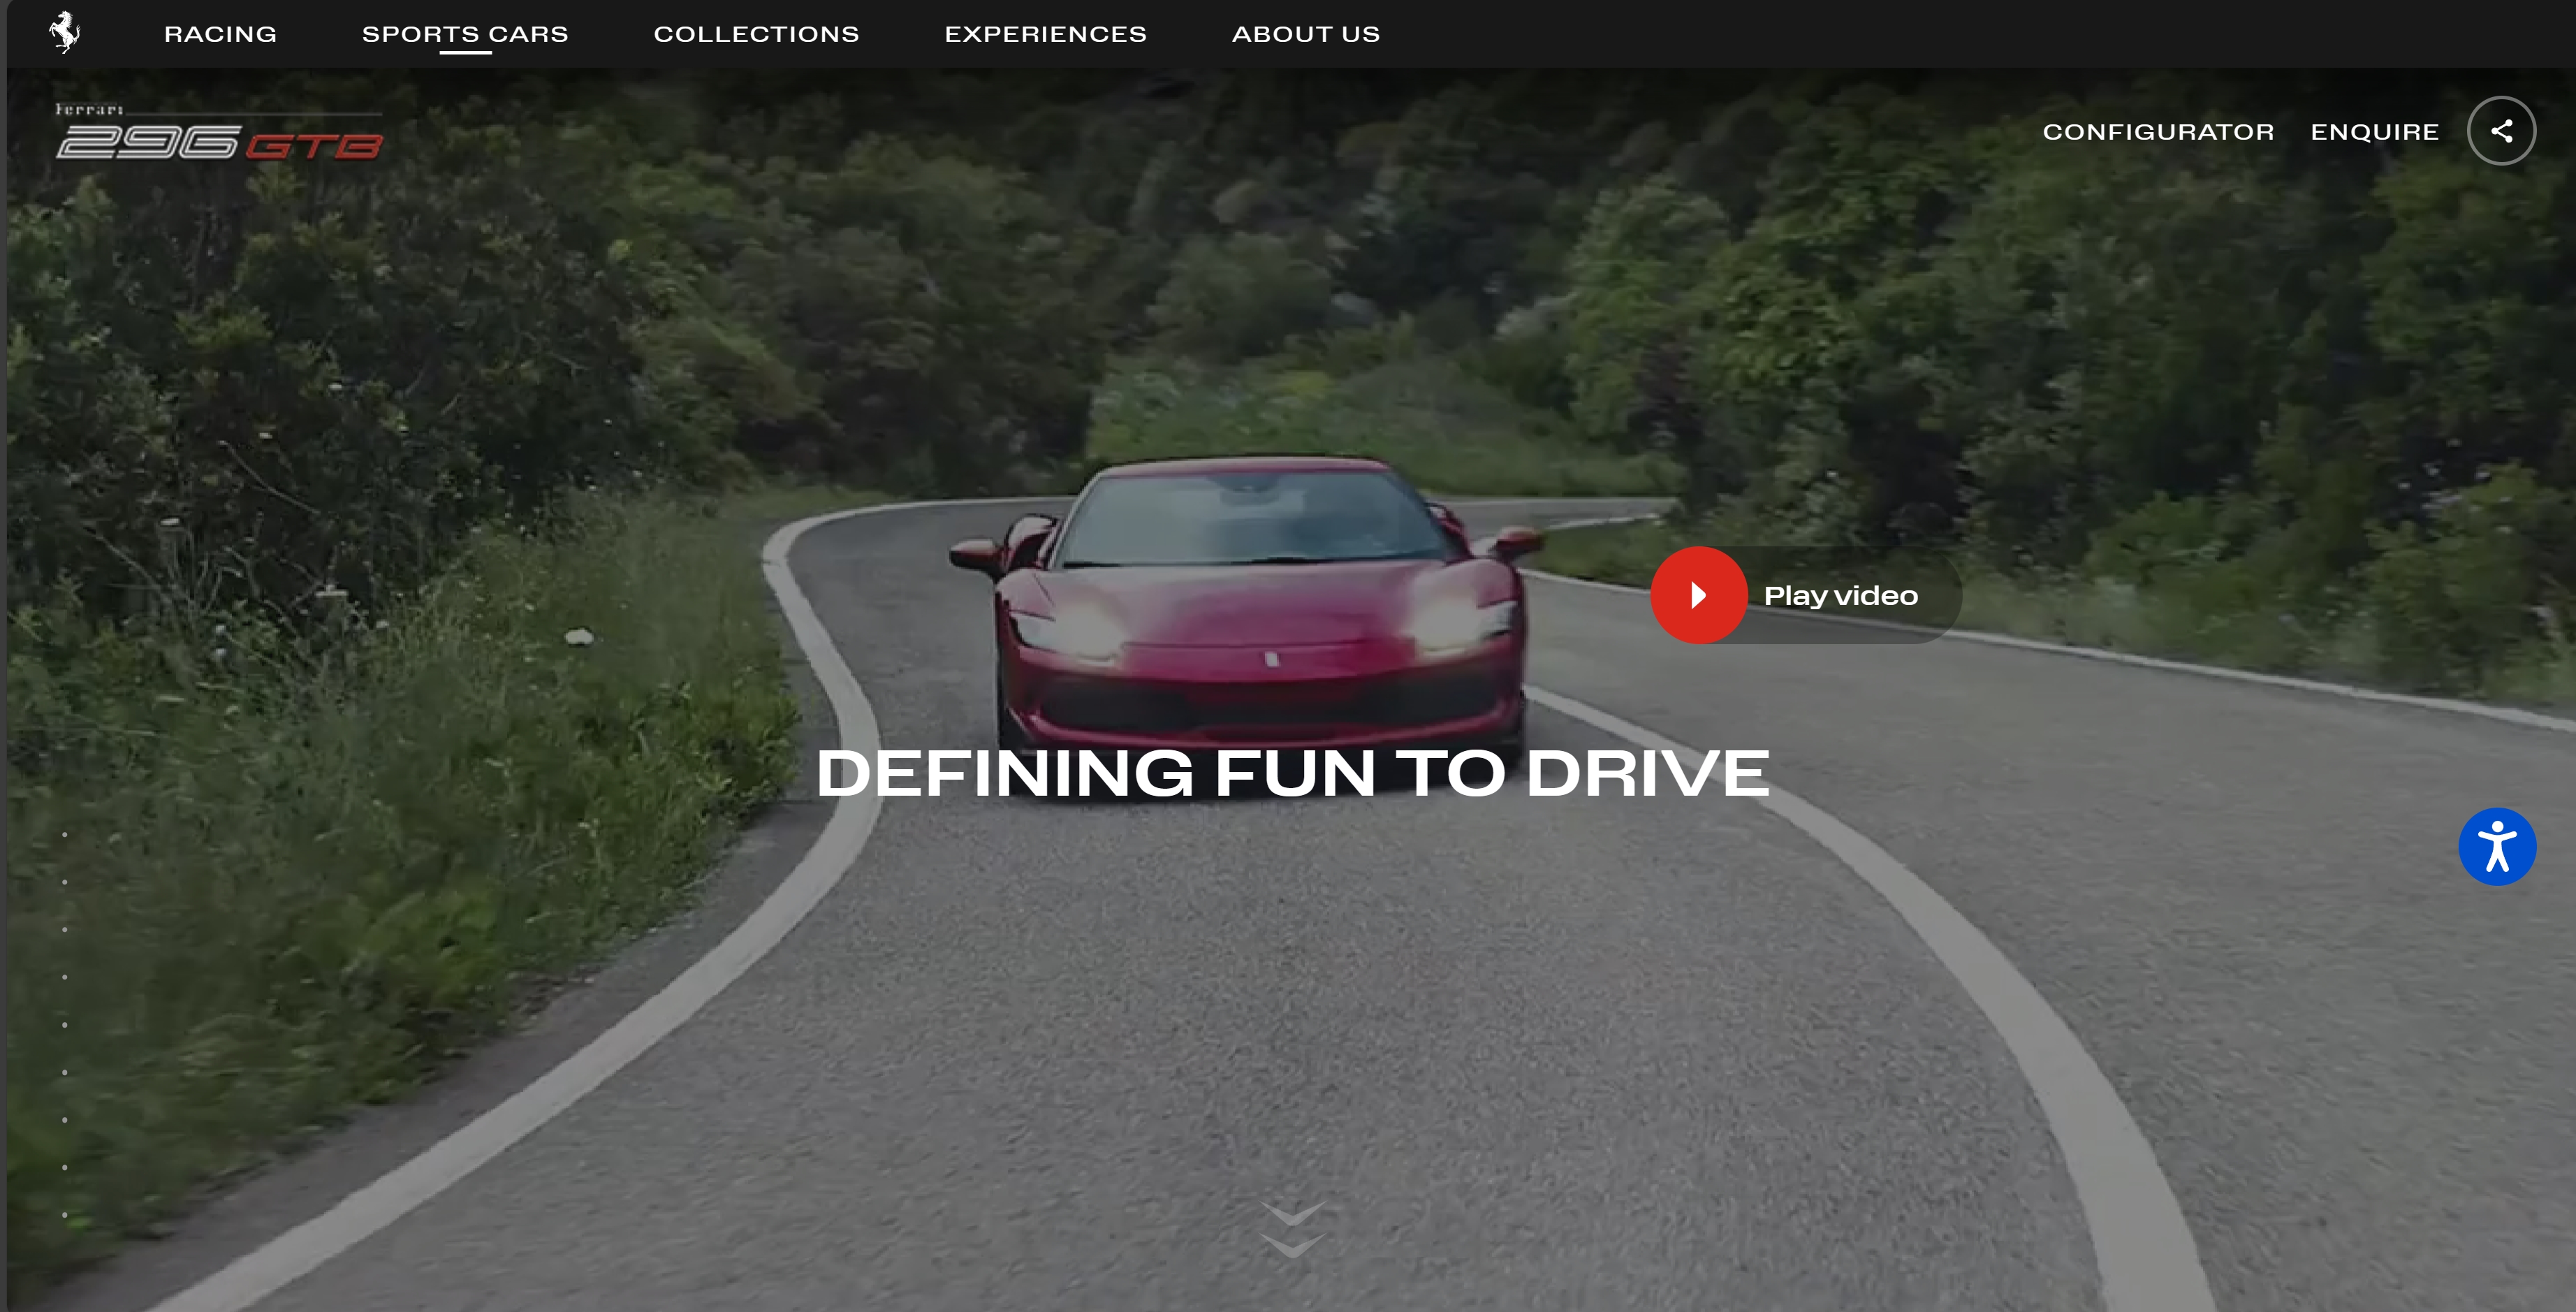 RACING
SPORTS CARS
COLLECTIONS
EXPERIENCES
ABOUT US
Ferrari
296 GTB
CONFIGURATOR
ENQUIRE
Play video
DEFINING FUN TO DRIVE